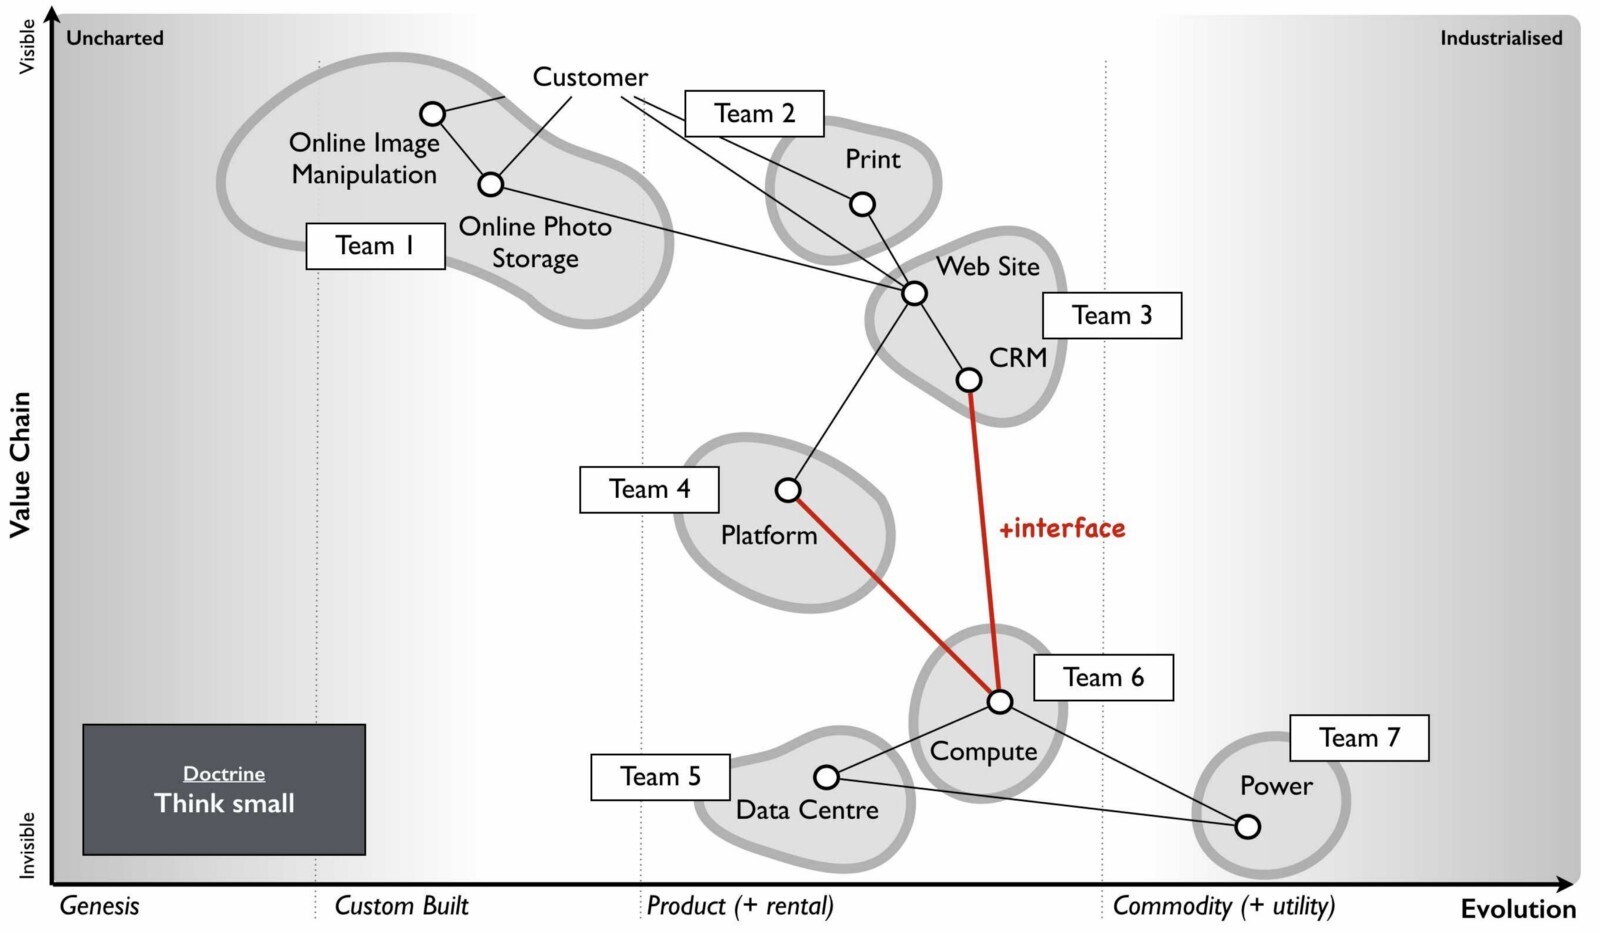 Visible
Uncharted
Industrialised
Customer
Team 2
Online Image
Manipulation
Print
Team 1
Online Photo
Storage
Web Site
Team 3
CRM
Value Chain
Team 4
Platform
+interface
Team 6
Compute
Team 7
Team 5
Data Centre
Power
Doctrine
Think small
Invisible
Genesis
Custom Built
Product (+ rental)
Commodity (+ utility)
Evolution